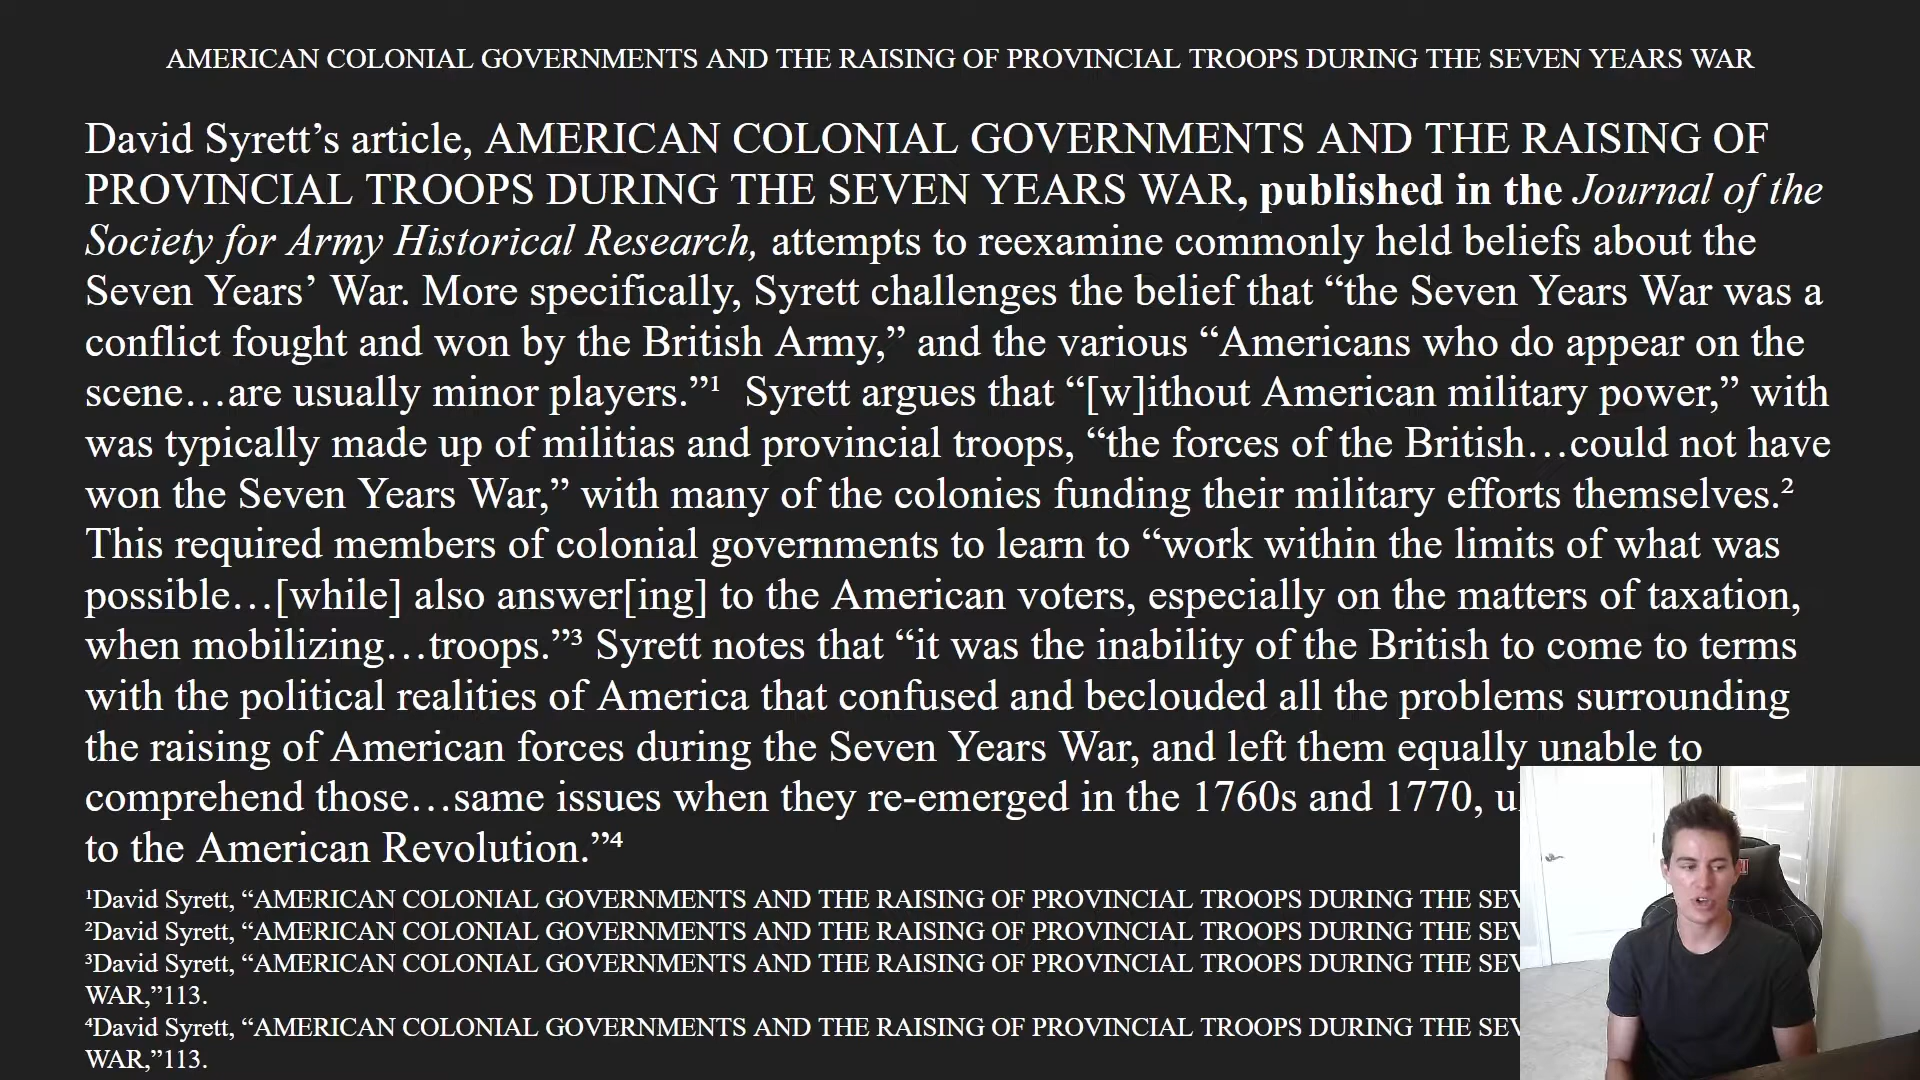 AMERICAN COLONIAL GOVERNMENTS AND THE RAISING OF PROVINCIAL TROOPS DURING THE SEVEN YEARS WAR
David Syrett’s article, AMERICAN COLONIAL GOVERNMENTS AND THE RAISING OF
PROVINCIAL TROOPS DURING THE SEVEN YEARS WAR, published in the Journal of the
Society for Army Historical Research, attempts to reexamine commonly held beliefs about the
Seven Years’ War. More specifically, Syrett challenges the belief that “the Seven Years War was a
conflict fought and won by the British Army,” and the various “Americans who do appear on the
scene…are usually minor players.”¹ Syrett argues that “[w]ithout American military power,” with
was typically made up of militias and provincial troops, “the forces of the British…could not have
won the Seven Years War,” with many of the colonies funding their military efforts themselves.²
This required members of colonial governments to learn to “work within the limits of what was
possible…[while] also answer[ing] to the American voters, especially on the matters of taxation,
when mobilizing…troops.”³ Syrett notes that “it was the inability of the British to come to terms
with the political realities of America that confused and beclouded all the problems surrounding
the raising of American forces during the Seven Years War, and left them equally unable to
comprehend those…same issues when they re-emerged in the 1760s and 1770,
to the American Revolution.”⁴
¹David Syrett, “AMERICAN COLONIAL GOVERNMENTS AND THE RAISING OF PROVINCIAL TROOPS DURING THE
²David Syrett, “AMERICAN COLONIAL GOVERNMENTS AND THE RAISING OF PROVINCIAL TROOPS DURING THE
³David Syrett, “AMERICAN COLONIAL GOVERNMENTS AND THE RAISING OF PROVINCIAL TROOPS DURING THE
WAR,”113.
⁴David Syrett, “AMERICAN COLONIAL GOVERNMENTS AND THE RAISING OF PROVINCIAL TROOPS DURING THE
WAR,”113.